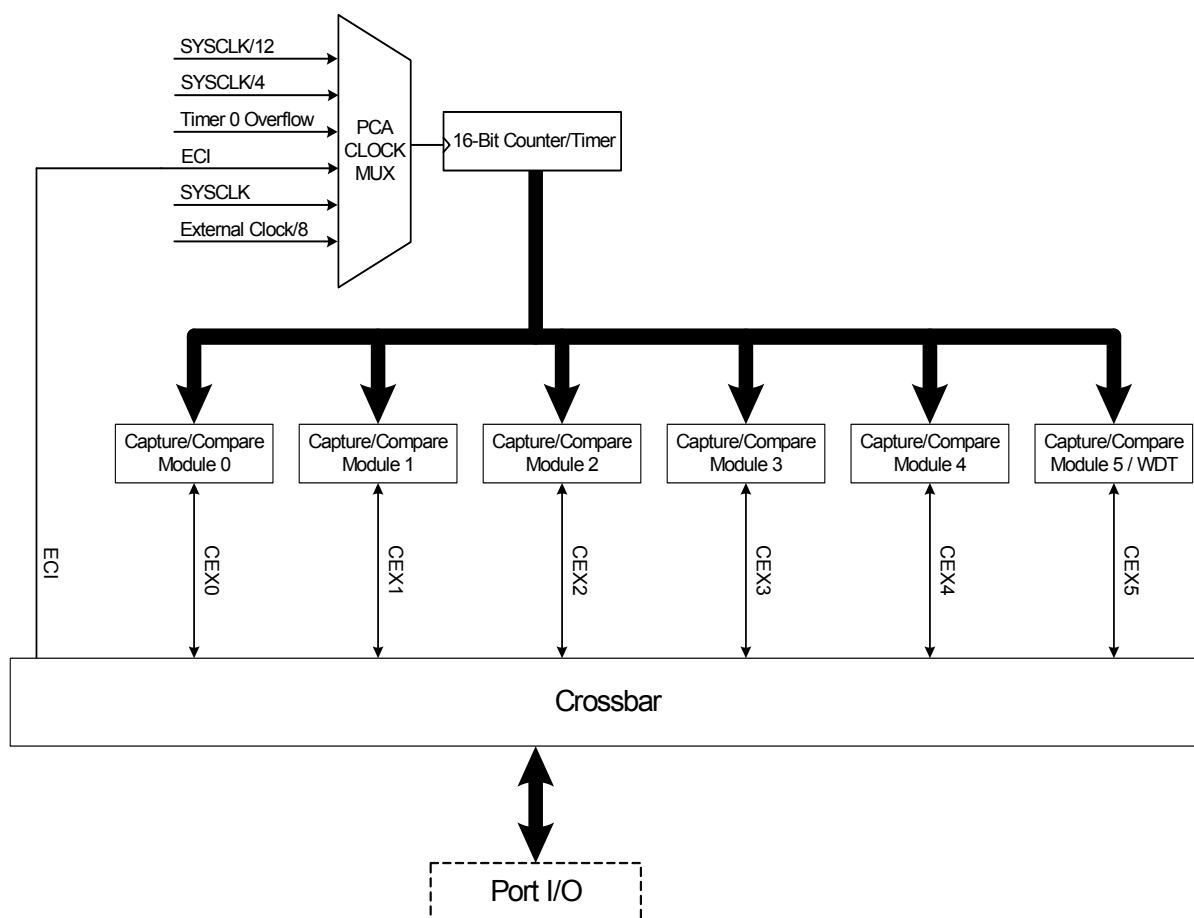 SYSCLK/12
SYSCLK/4
Timer 0 Overflow
ECI
SYSCLK
External Clock/8
PCA
CLOCK
MUX
16-Bit Counter/Timer
Capture/Compare
Module 0
Capture/Compare
Module 1
Capture/Compare
Module 2
Capture/Compare
Module 3
Capture/Compare
Module 4
Capture/Compare
Module 5 / WDT
ECI
CEX0
CEX1
CEX2
CEX3
CEX4
CEX5
Crossbar
Port I/O